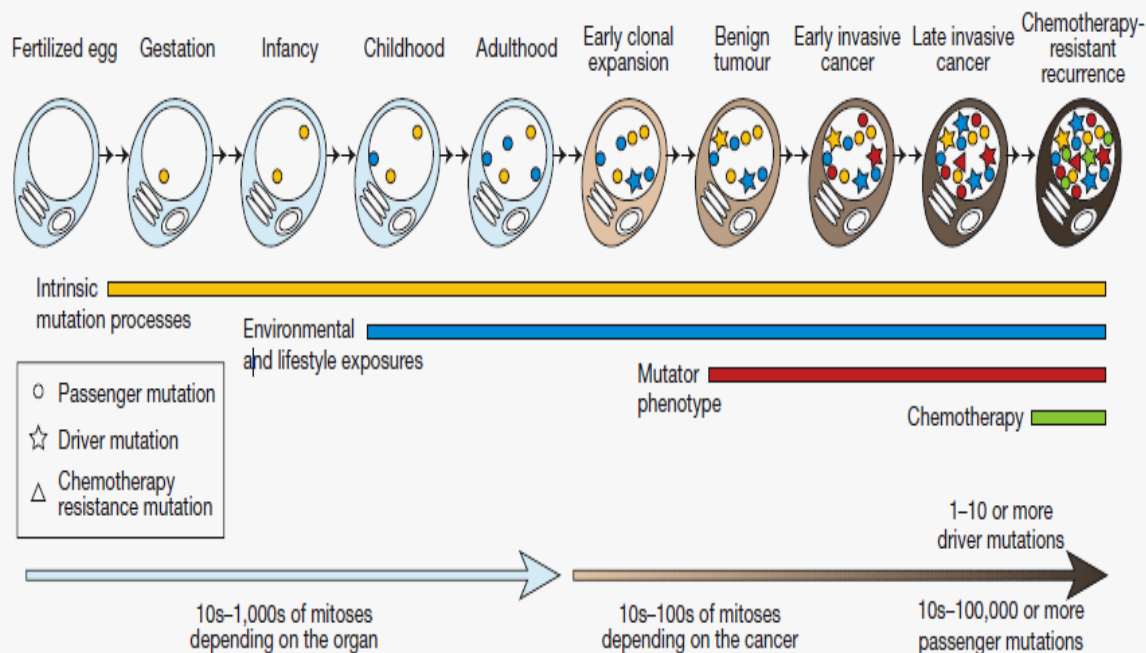 Fertilized egg
Gestation
Infancy
Childhood
Adulthood
Early clonal
expansion
Benign
tumour
Early invasive
cancer
Late invasive
cancer
Chemotherapy-
resistant
recurrence
Intrinsic
mutation processes
Environmental
and lifestyle exposures
Mutator
phenotype
Chemotherapy
Passenger mutation
Driver mutation
Chemotherapy
resistance mutation
1–10 or more
driver mutations
10s–1,000s of mitoses
depending on the organ
10s–100s of mitoses
depending on the cancer
10s–100,000 or more
passenger mutations